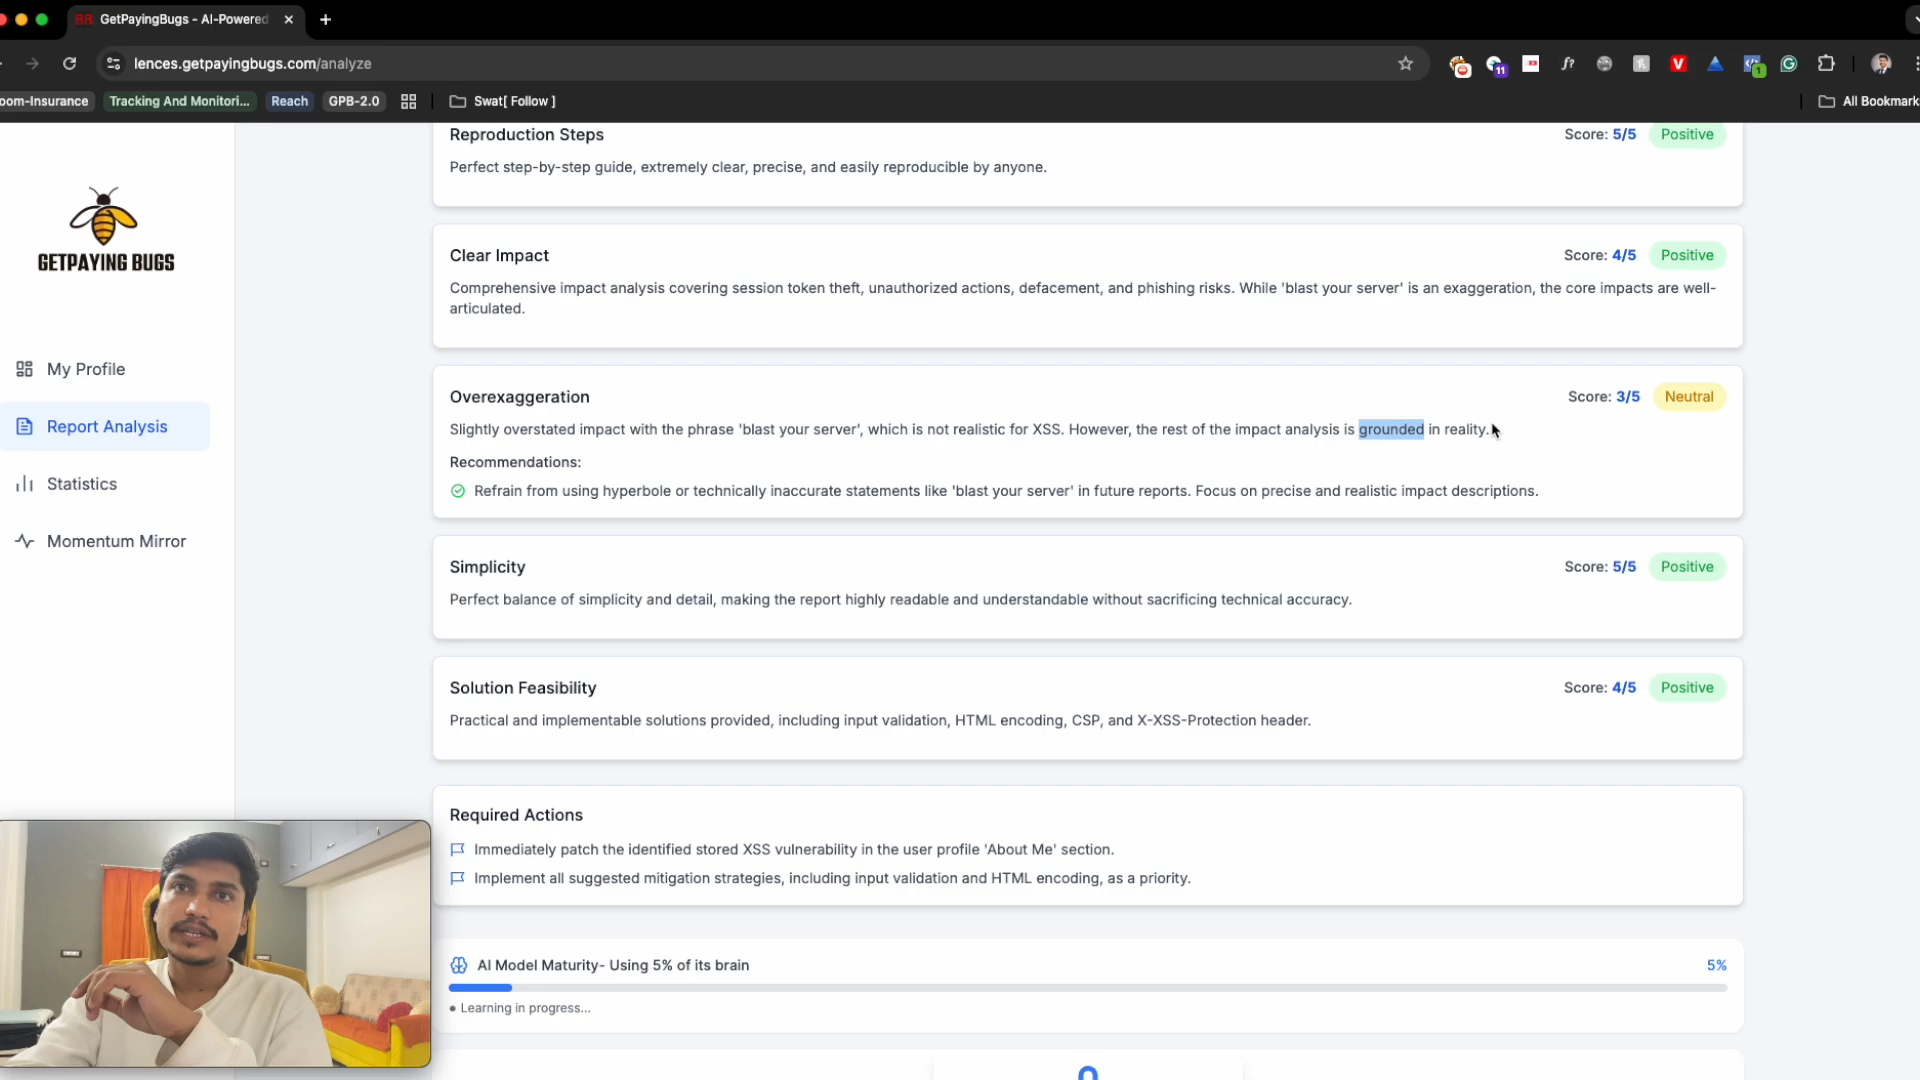 GetPayingBugs - AI-Powered
lences.getpayingbugs.com/analyze
11
1
oom-Insurance
Tracking And Monitori...
Reach
GPB-2.0
Swat[ Follow ]
All Bookmark
GETPAYING BUGS
My Profile
Report Analysis
Statistics
Momentum Mirror
Reproduction Steps
Score: 5/5 Positive
Perfect step-by-step guide, extremely clear, precise, and easily reproducible by anyone.
Clear Impact
Score: 4/5 Positive
Comprehensive impact analysis covering session token theft, unauthorized actions, defacement, and phishing risks. While 'blast your server' is an exaggeration, the core impacts are well-
articulated.
Overexaggeration
Score: 3/5 Neutral
Slightly overstated impact with the phrase 'blast your server', which is not realistic for XSS. However, the rest of the impact analysis is grounded in reality.
Recommendations:
Refrain from using hyperbole or technically inaccurate statements like 'blast your server' in future reports. Focus on precise and realistic impact descriptions.
Simplicity
Score: 5/5 Positive
Perfect balance of simplicity and detail, making the report highly readable and understandable without sacrificing technical accuracy.
Solution Feasibility
Score: 4/5 Positive
Practical and implementable solutions provided, including input validation, HTML encoding, CSP, and X-XSS-Protection header.
Required Actions
Immediately patch the identified stored XSS vulnerability in the user profile 'About Me' section.
Implement all suggested mitigation strategies, including input validation and HTML encoding, as a priority.
AI Model Maturity- Using 5% of its brain
5%
Learning in progress...